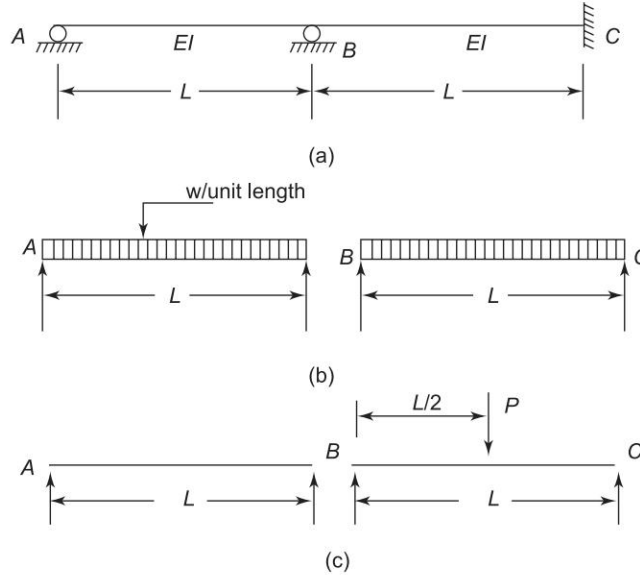 A EI B EI C
L L
(a)
w/unit length
A B C
L L
(b)
L/2 P
A B C
L L
(c)